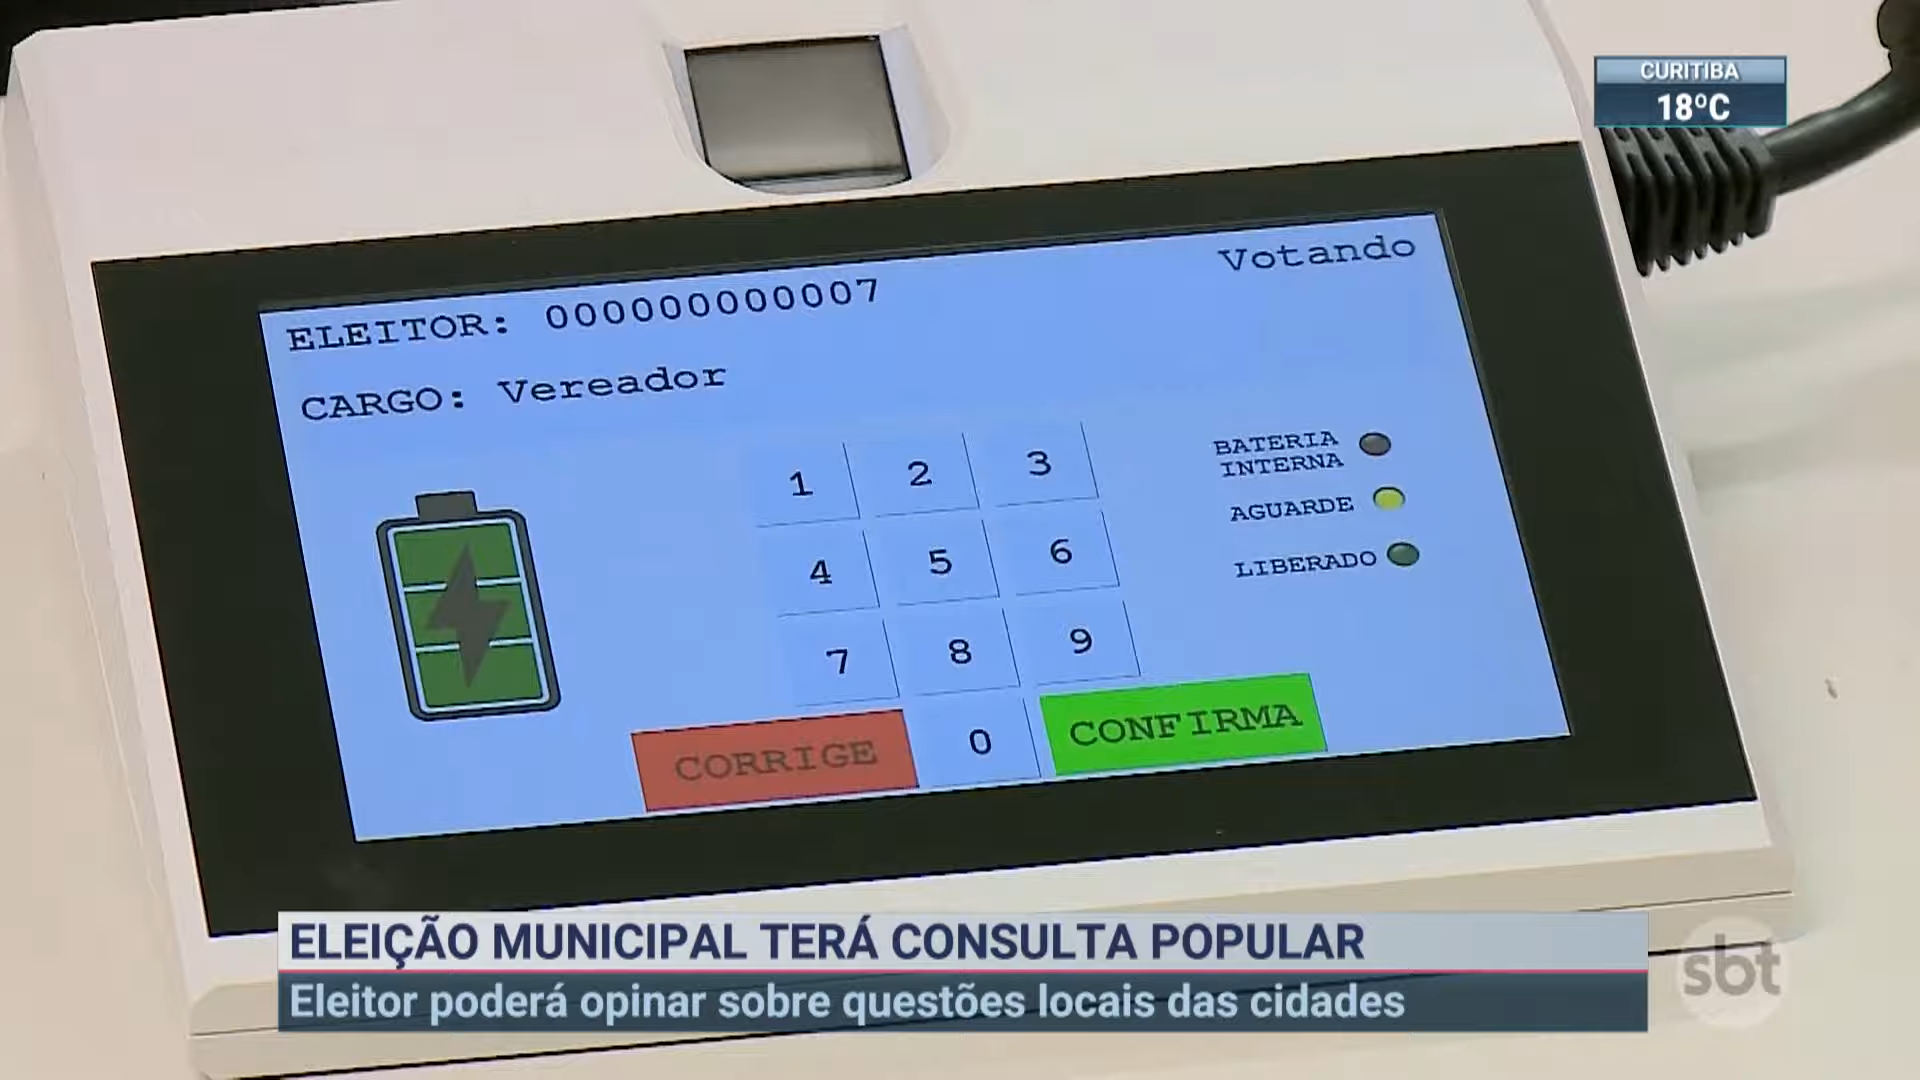 CURITIBA
18ºC
Votando
ELEITOR: 000000000007
CARGO: Vereador
1 2 3
4 5 6
7 8 9
CORRIGE 0 CONFIRMA
BATERIA
INTERNA
AGUARDE
LIBERADO
ELEIÇÃO MUNICIPAL TERÁ CONSULTA POPULAR
Eleitor poderá opinar sobre questões locais das cidades
sbt